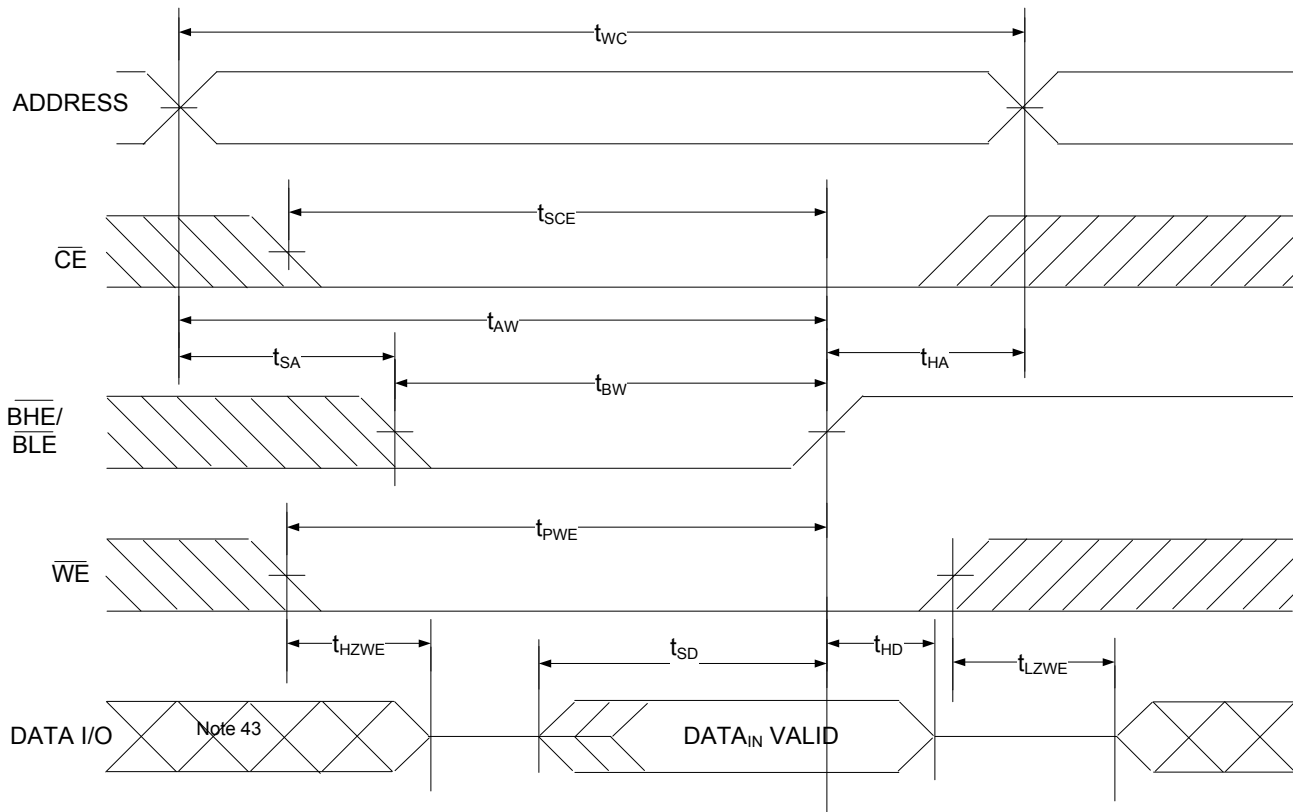 tWC
ADDRESS
tSCE
CE
tAW
tSA
tHA
tBW
BHE/
BLE
tPWE
WE
tHZWE
tSD
tHD
tLZWE
DATA I/O
Note 43
DATAIN VALID